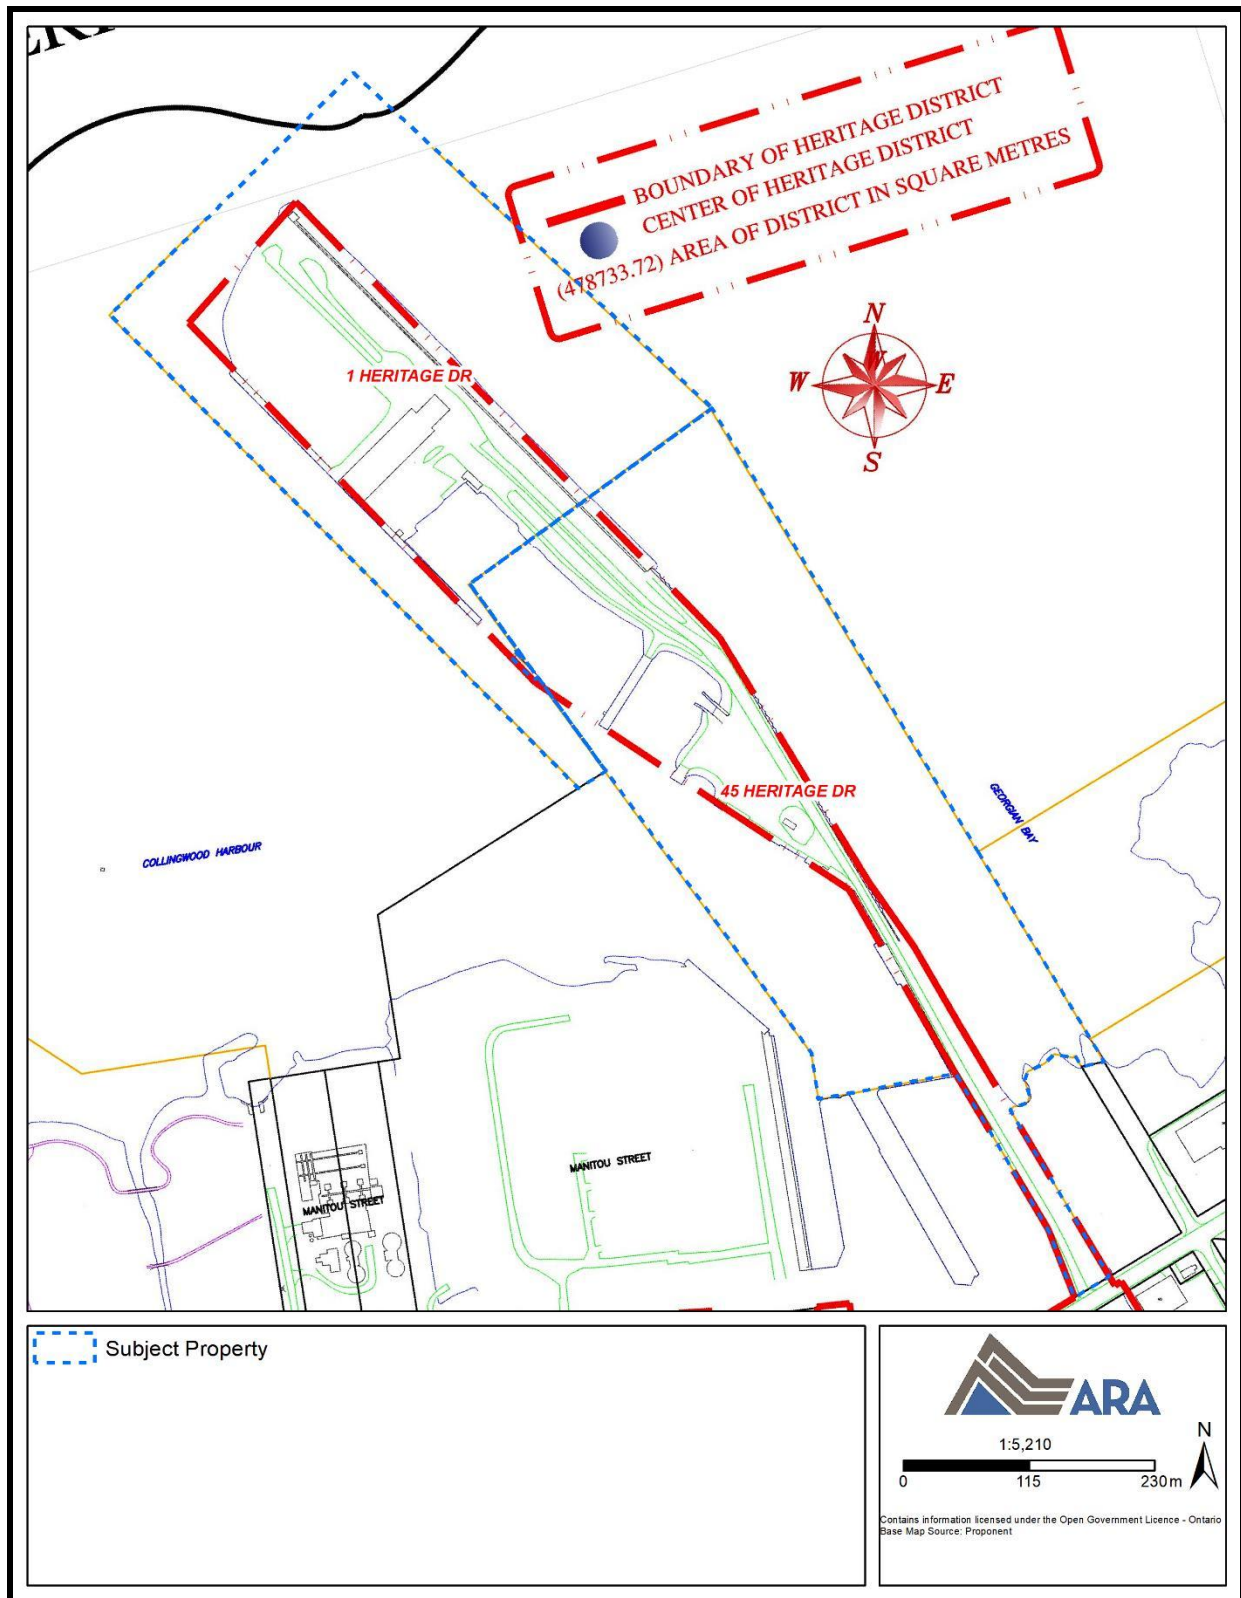 BOUNDARY OF HERITAGE DISTRICT
CENTER OF HERITAGE DISTRICT
(478733.72) AREA OF DISTRICT IN SQUARE METRES
N
W
W
E
S
1 HERITAGE DR
45 HERITAGE DR
GEORGIAN BAY
COLLINGWOOD HARBOUR
MANITOU STREET
MANITOU STREET
Subject Property
ARA
N
1:5,210
0 115 230 m
Contains information licensed under the Open Government Licence - Ontario
Base Map Source: Proponent